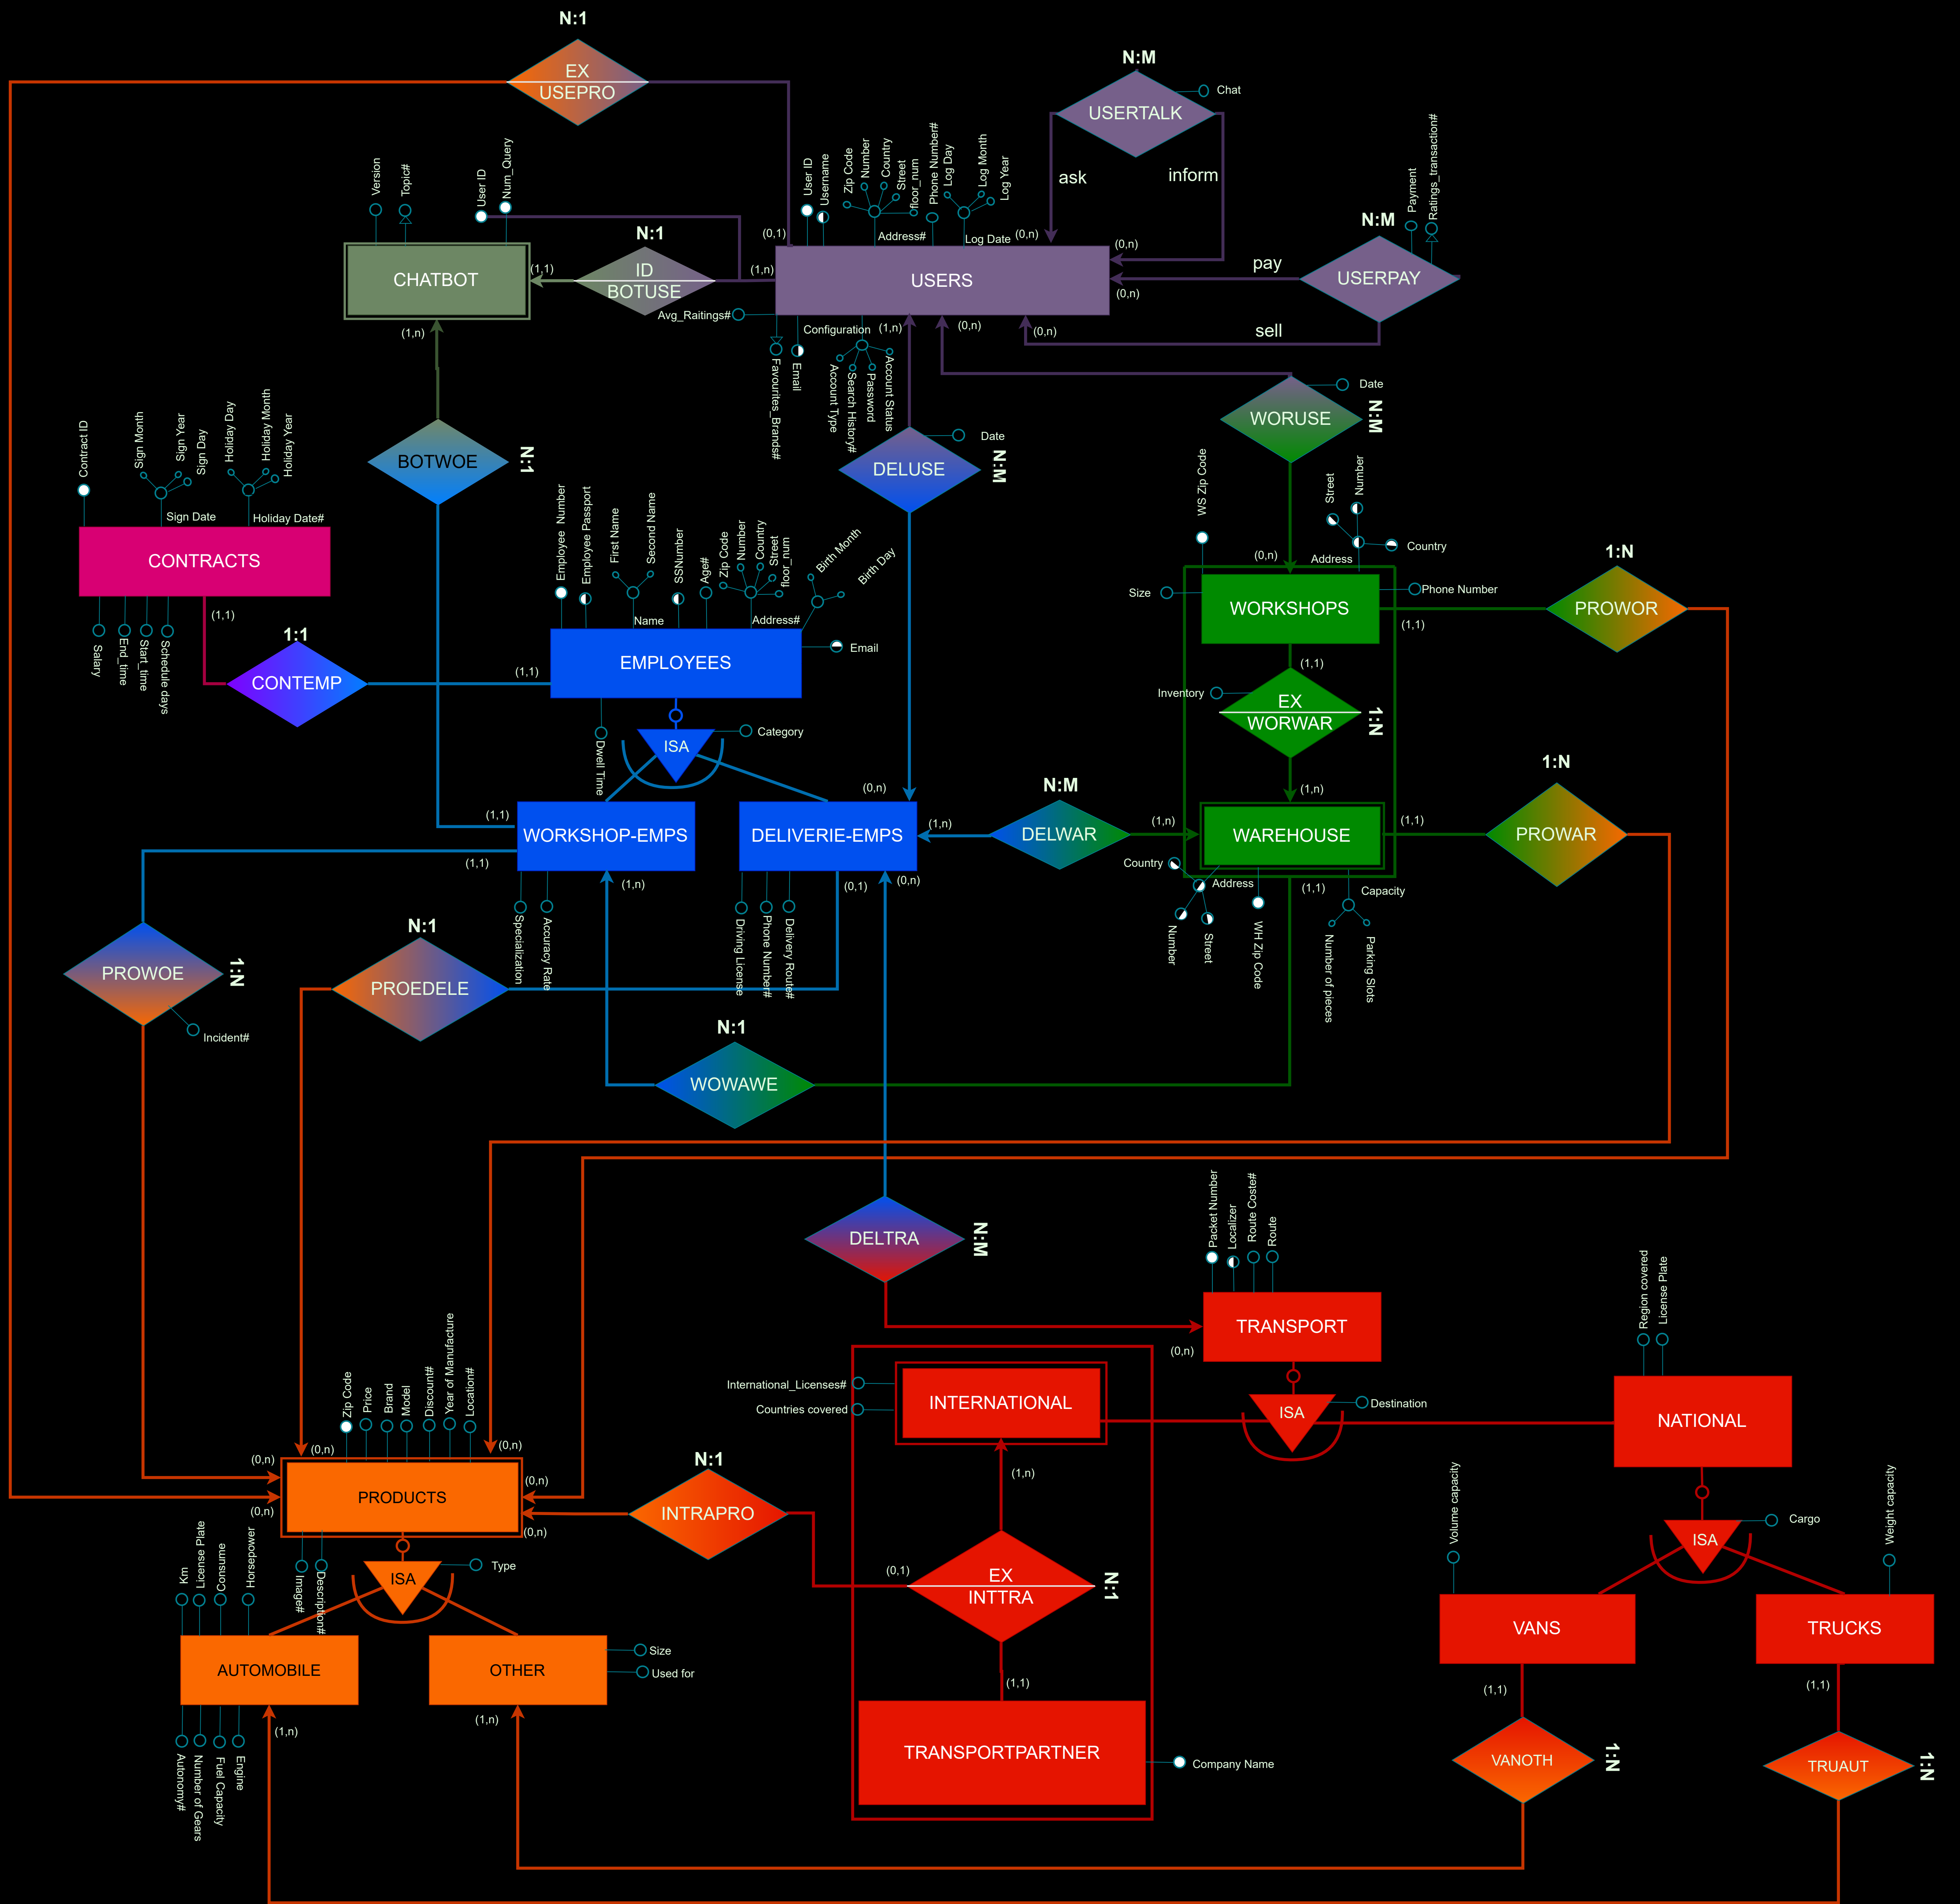 N:1
EX
USEPRO
N:M
USERTALK
Chat
ask
inform
N:M
USERPAY
Payment
Ratings_transaction#
pay
sell
Version
Topic#
User ID
Num_Query
CHATBOT
(1,1)
N:1
ID
BOTUSE
(1,n)
(0,1)
User ID
Username
Zip Code
Number
Country
Street
floor_num
Address#
Phone Number#
Log Day
Log Month
Log Year
Log Date
(0,n)
(0,n)
(0,n)
USERS
Avg_Raitings#
Favourites_Brands#
Email
Configuration
Account Type
Search History#
Password
Account Status
(1,n)
(0,n)
(0,n)
(1,n)
BOTWOE
N:1
DELUSE
Date
N:M
WORUSE
Date
N:M
Contract ID
Sign Month
Sign Year
Sign Day
Sign Date
Holiday Day
Holiday Month
Holiday Year
Holiday Date#
CONTRACTS
(1,1)
Salary
End_time
Start_time
Schedule days
1:1
CONTEMP
(1,1)
Employee Number
Employee Passport
First Name
Second Name
Name
SSNumber
Age#
Zip Code
Number
Country
Street
floor_num
Address#
Birth Month
Birth Day
EMPLOYEES
Email
Dwell Time
ISA
Category
WS Zip Code
Street
Number
Country
Address
(0,n)
Size
WORKSHOPS
Phone Number
(1,1)
1:N
PROWOR
(1,1)
Inventory
EX
WORWAR
1:N
(1,n)
(1,1)
WORKSHOP-EMPS
(1,1)
(1,n)
Specialization
Accuracy Rate
(0,n)
DELIVERIE-EMPS
(1,n)
(0,1)
(0,n)
Driving License
Phone Number#
Delivery Route#
N:M
DELWAR
(1,n)
WAREHOUSE
(1,1)
1:N
PROWAR
Country
Address
Number
Street
WH Zip Code
(1,1)
Capacity
Number of pieces
Parking Slots
PROWOE
1:N
Incident#
N:1
PROEDELE
N:1
WOWAWE
DELTRA
N:M
Packet Number
Localizer
Route Coste#
Route
TRANSPORT
(0,n)
ISA
Destination
Region covered
License Plate
NATIONAL
International_Licenses#
Countries covered
INTERNATIONAL
(1,n)
EX
INTTRA
N:1
(0,1)
(1,1)
TRANSPORTPARTNER
Company Name
N:1
INTRAPRO
Zip Code
Price
Brand
Model
Discount#
Year of Manufacture
Location#
(0,n)
(0,n)
(0,n)
(0,n)
(0,n)
(0,n)
PRODUCTS
Image#
Description#
ISA
Type
Km
License Plate
Consume
Horsepower
AUTOMOBILE
(1,n)
Autonomy#
Number of Gears
Fuel Capacity
Engine
OTHER
Size
Used for
(1,n)
ISA
Cargo
Volume capacity
Weight capacity
VANS
TRUCKS
(1,1)
(1,1)
VANOTH
1:N
TRUAUT
1:N